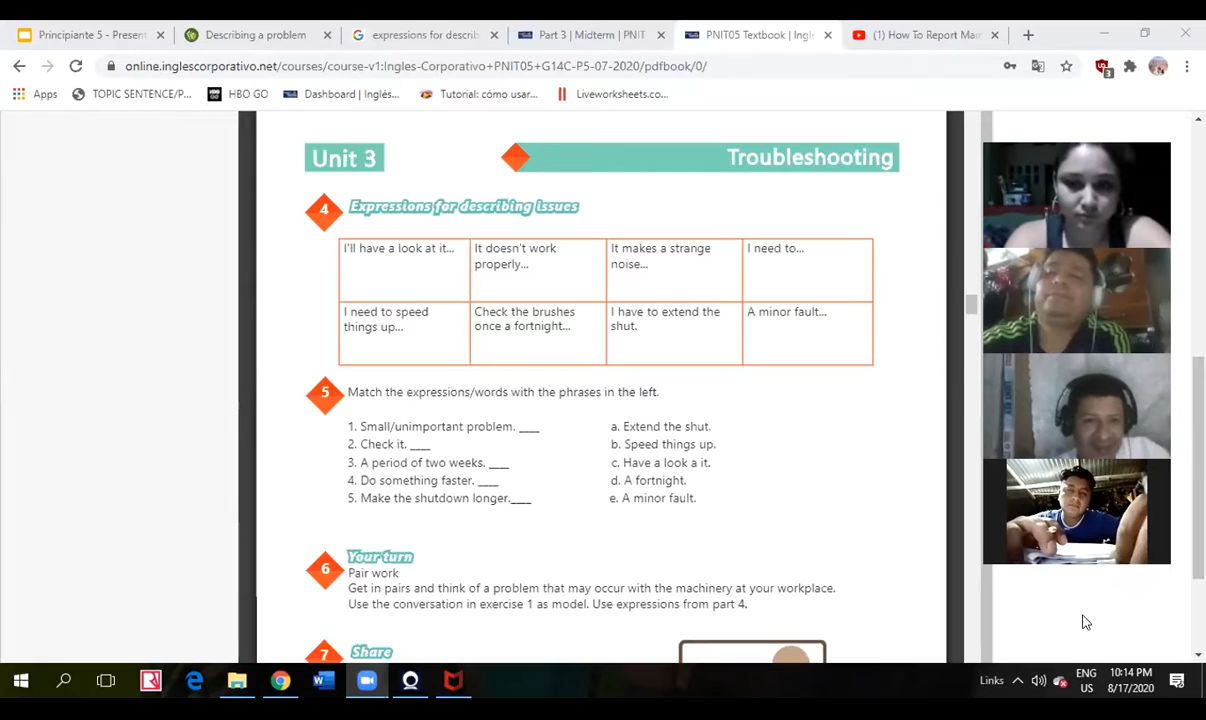 Principiante 5 - Present
Describing a problem
expressions for describ
Part 3 | Midterm | PNIT
PNIT05 Textbook | Ingle
(1) How To Report Mai
online.inglescorporativo.net/courses/course-v1:Ingles-Corporativo+PNIT05+G14C-P5-07-2020/pdfbook/0/
3
Apps
TOPIC SENTENCE/P...
HBO GO
Dashboard | Inglés...
Tutorial: cómo usar...
Liveworksheets.co...
Unit 3
Troubleshooting
4 Expressions for describing issues
I'll have a look at it...
It doesn't work
properly...
It makes a strange
noise...
I need to...
I need to speed
things up...
Check the brushes
once a fortnight...
I have to extend the
shut.
A minor fault...
5 Match the expressions/words with the phrases in the left.
1. Small/unimportant problem. ____
a. Extend the shut.
2. Check it. ____
b. Speed things up.
3. A period of two weeks. ____
c. Have a look a it.
4. Do something faster. ____
d. A fortnight.
5. Make the shutdown longer.____
e. A minor fault.
6 Your turn
Pair work
Get in pairs and think of a problem that may occur with the machinery at your workplace.
Use the conversation in exercise 1 as model. Use expressions from part 4.
7 Share
Links
ENG
US
10:14 PM
8/17/2020